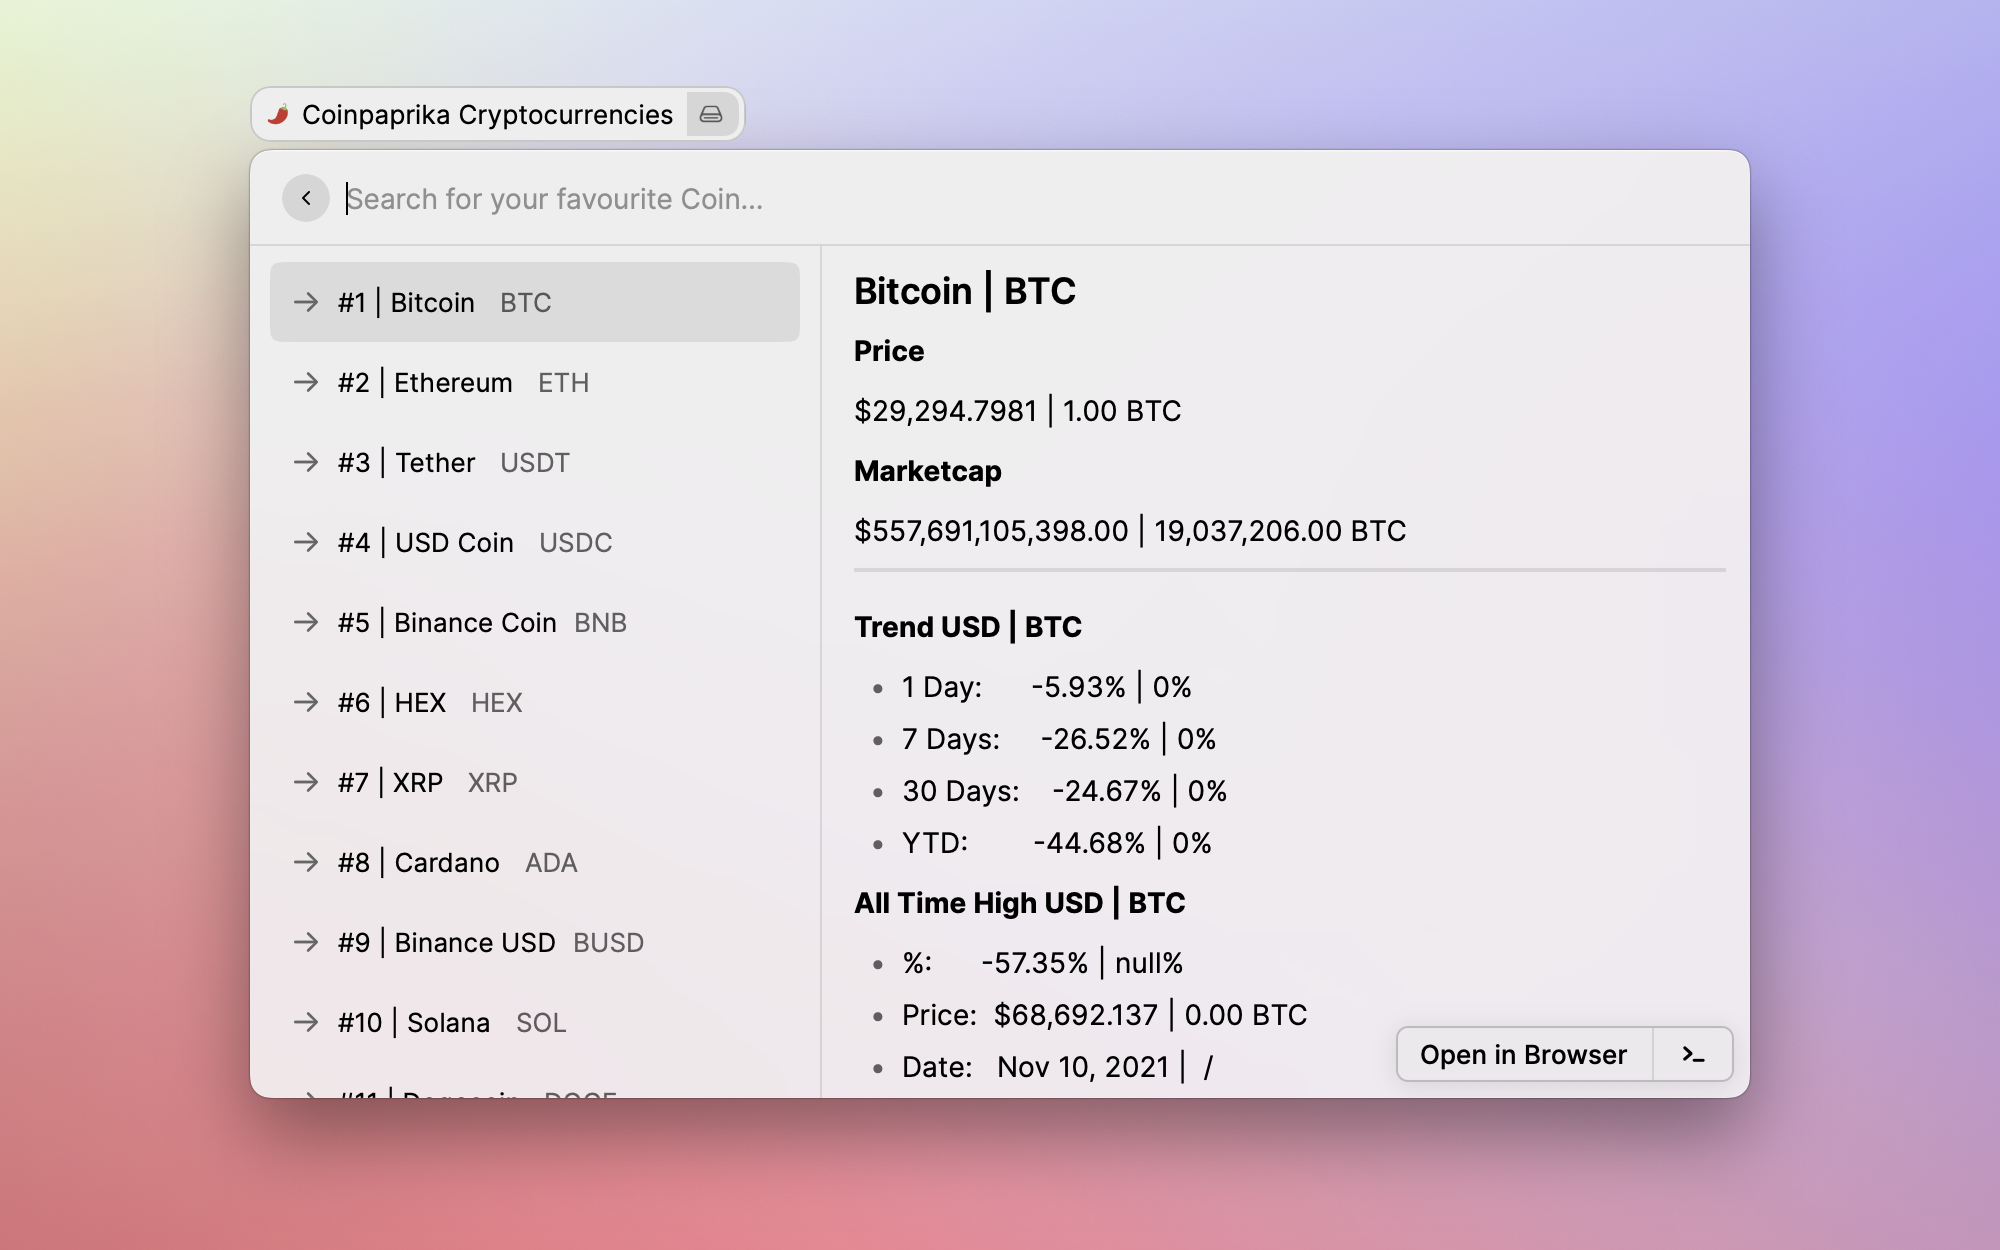 Coinpaprika Cryptocurrencies
Search for your favourite Coin...
#1 | Bitcoin BTC
#2 | Ethereum ETH
#3 | Tether USDT
#4 | USD Coin USDC
#5 | Binance Coin BNB
#6 | HEX HEX
#7 | XRP XRP
#8 | Cardano ADA
#9 | Binance USD BUSD
#10 | Solana SOL
#11 | Dogecoin DOGE
Bitcoin | BTC
Price
$29,294.7981 | 1.00 BTC
Marketcap
$557,691,105,398.00 | 19,037,206.00 BTC
Trend USD | BTC
• 1 Day: -5.93% | 0%
• 7 Days: -26.52% | 0%
• 30 Days: -24.67% | 0%
• YTD: -44.68% | 0%
All Time High USD | BTC
• %: -57.35% | null%
• Price: $68,692.137 | 0.00 BTC
• Date: Nov 10, 2021 | /
Open in Browser